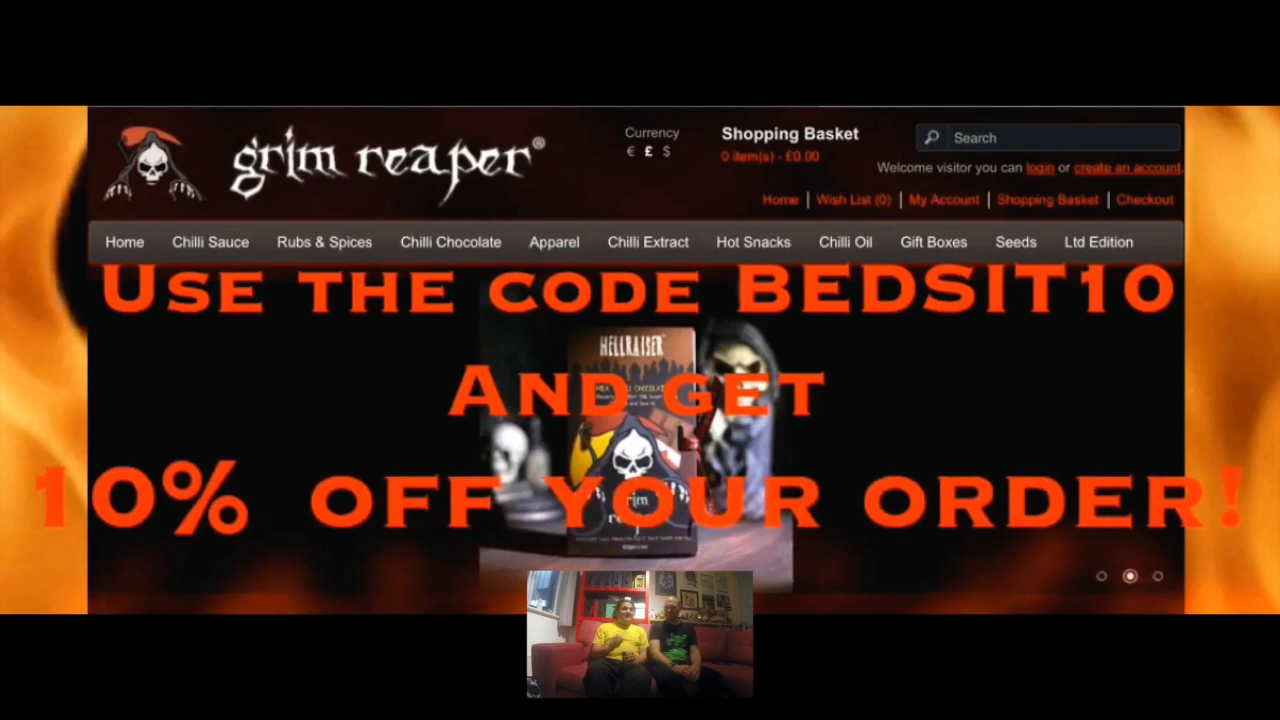 grim reaper®
Currency
€ £ $
Shopping Basket
0 item(s) - £0.00
Search
Welcome visitor you can login or create an account.
Home | Wish List (0) | My Account | Shopping Basket | Checkout
Home Chilli Sauce Rubs & Spices Chilli Chocolate Apparel Chilli Extract Hot Snacks Chilli Oil Gift Boxes Seeds Ltd Edition
USE THE CODE BEDSIT10
HELLRAISER
AND GET
10% OFF YOUR ORDER!
grim